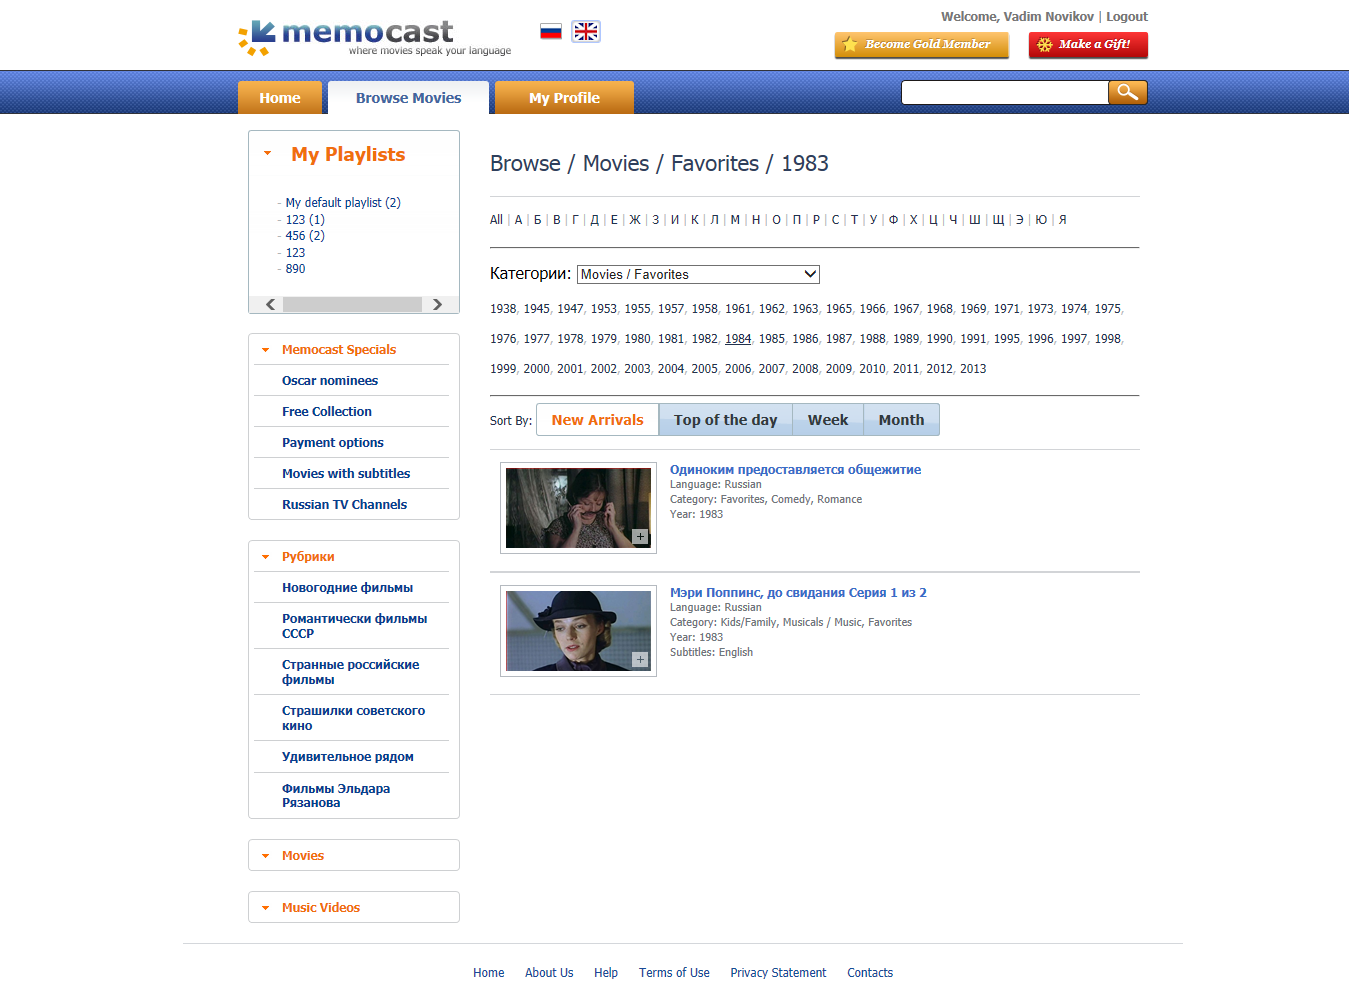 memocast
where movies speak your language
Welcome, Vadim Novikov | Logout
Become Gold Member
Make a Gift!
Home
Browse Movies
My Profile
My Playlists
- My default playlist (2)
- 123 (1)
- 456 (2)
- 123
- 890
Memocast Specials
Oscar nominees
Free Collection
Payment options
Movies with subtitles
Russian TV Channels
Рубрики
Новогодние фильмы
Романтически фильмы
СССР
Странные российские
фильмы
Страшилки советского
кино
Удивительное рядом
Фильмы Эльдара
Рязанова
Movies
Music Videos
Browse / Movies / Favorites / 1983
All | А | Б | В | Г | Д | Е | Ж | З | И | К | Л | М | Н | О | П | Р | С | Т | У | Ф | Х | Ц | Ч | Ш | Щ | Э | Ю | Я
Категории: Movies / Favorites
1938, 1945, 1947, 1953, 1955, 1957, 1958, 1961, 1962, 1963, 1965, 1966, 1967, 1968, 1969, 1971, 1973, 1974, 1975,
1976, 1977, 1978, 1979, 1980, 1981, 1982, 1984, 1985, 1986, 1987, 1988, 1989, 1990, 1991, 1995, 1996, 1997, 1998,
1999, 2000, 2001, 2002, 2003, 2004, 2005, 2006, 2007, 2008, 2009, 2010, 2011, 2012, 2013
Sort By: New Arrivals Top of the day Week Month
Одиноким предоставляется общежитие
Language: Russian
Category: Favorites, Comedy, Romance
Year: 1983
Мэри Поппинс, до свидания Серия 1 из 2
Language: Russian
Category: Kids/Family, Musicals / Music, Favorites
Year: 1983
Subtitles: English
Home About Us Help Terms of Use Privacy Statement Contacts